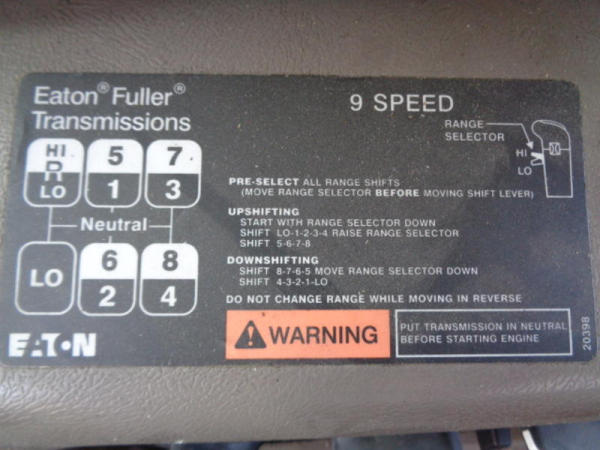 Eaton® Fuller®
Transmissions
9 SPEED
RANGE
SELECTOR
HI
LO
HI
R
LO
5
1
7
3
Neutral
LO
6
2
8
4
PRE-SELECT ALL RANGE SHIFTS
(MOVE RANGE SELECTOR BEFORE MOVING SHIFT LEVER)
UPSHIFTING
START WITH RANGE SELECTOR DOWN
SHIFT LO-1-2-3-4 RAISE RANGE SELECTOR
SHIFT 5-6-7-8
DOWNSHIFTING
SHIFT 8-7-6-5 MOVE RANGE SELECTOR DOWN
SHIFT 4-3-2-1-LO
DO NOT CHANGE RANGE WHILE MOVING IN REVERSE
EATON
WARNING
PUT TRANSMISSION IN NEUTRAL
BEFORE STARTING ENGINE
20398